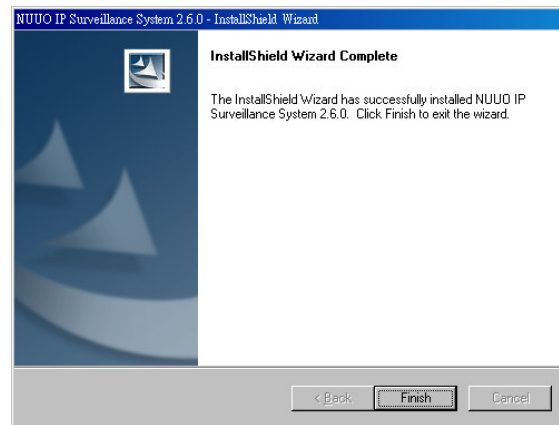 NUUO IP Surveillance System 2.6.0 - InstallShield Wizard
InstallShield Wizard Complete
The InstallShield Wizard has successfully installed NUUO IP
Surveillance System 2.6.0. Click Finish to exit the wizard.
< Back
Finish
Cancel